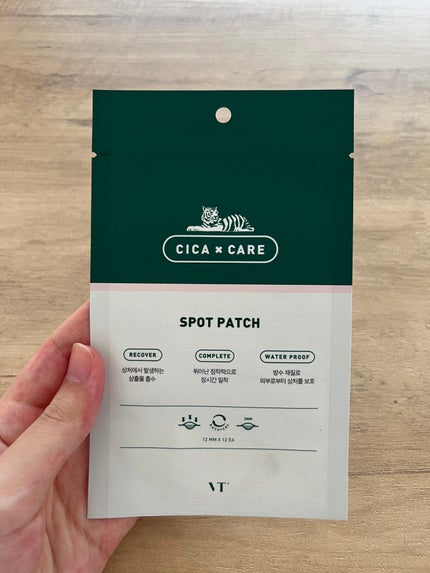 CICA × CARE
SPOT PATCH
RECOVER
상처에서 발생하는
삼출물 흡수
COMPLETE
뛰어난 점착력으로
장시간 밀착
WATER PROOF
방수 재질로
외부로부터 상처를 보호
12 MM X 12 EA
VT